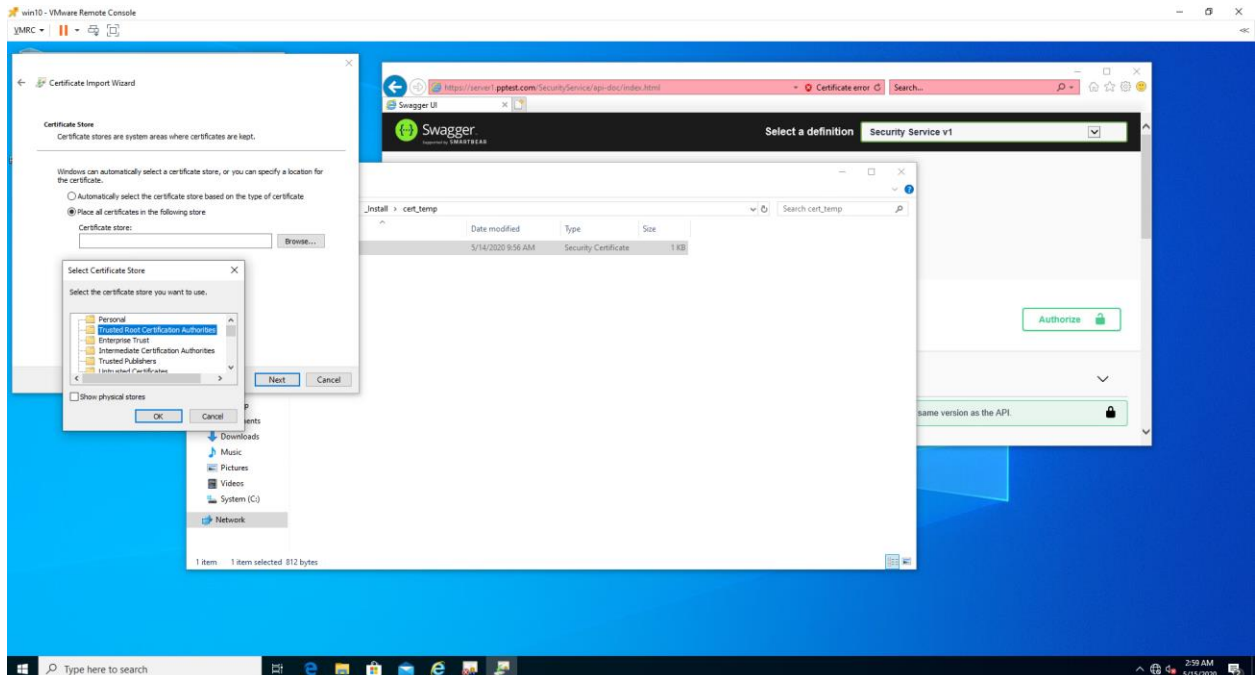 win10 - VMware Remote Console
VMRC
Certificate Import Wizard
Certificate Store
Certificate stores are system areas where certificates are kept.
Windows can automatically select a certificate store, or you can specify a location for
the certificate.
Automatically select the certificate store based on the type of certificate
Place all certificates in the following store
Certificate store:
Browse...
Select Certificate Store
Select the certificate store you want to use.
Personal
Trusted Root Certification Authorities
Enterprise Trust
Intermediate Certification Authorities
Trusted Publishers
Untrusted Certificates
Show physical stores
OK
Cancel
Next
Cancel
https://server1.pptest.com/SecurityService/api-doc/index.html
Certificate error
Search...
Swagger UI
Swagger.
Supported by SMARTBEAR
Select a definition
Security Service v1
Authorize
same version as the API.
_Install > cert_temp
Search cert_temp
Date modified
Type
Size
5/14/2020 9:56 AM
Security Certificate
1 KB
Downloads
Music
Pictures
Videos
System (C:)
Network
1 item
1 item selected 812 bytes
Type here to search
2:59 AM
5/15/2020